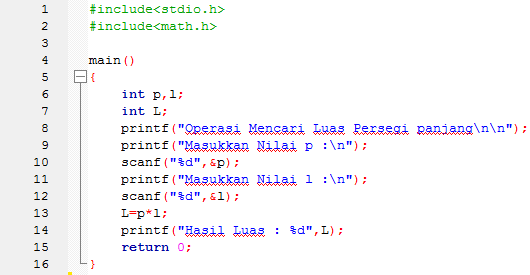 1 #include<stdio.h>
2 #include<math.h>
3
4 main()
5 {
6 int p,l;
7 int L;
8 printf("Operasi Mencari Luas Persegi panjang\n\n");
9 printf("Masukkan Nilai p :\n");
10 scanf("%d",&p);
11 printf("Masukkan Nilai l :\n");
12 scanf("%d",&l);
13 L=p*l;
14 printf("Hasil Luas : %d",L);
15 return 0;
16 }